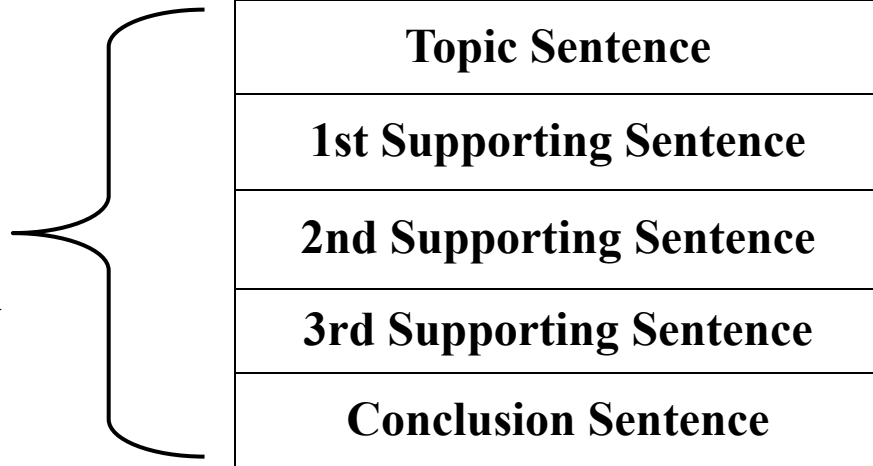 Topic Sentence
1st Supporting Sentence
2nd Supporting Sentence
3rd Supporting Sentence
Conclusion Sentence